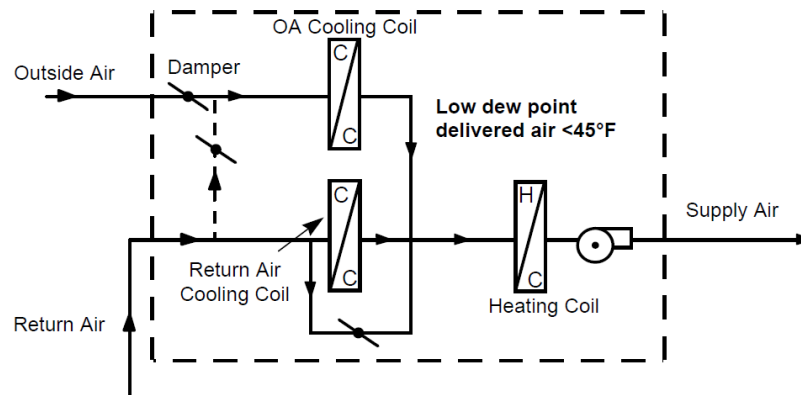 OA Cooling Coil
Outside Air
Damper
C
C
Low dew point
delivered air <45°F
C
C
H
C
Supply Air
Return Air
Cooling Coil
Heating Coil
Return Air